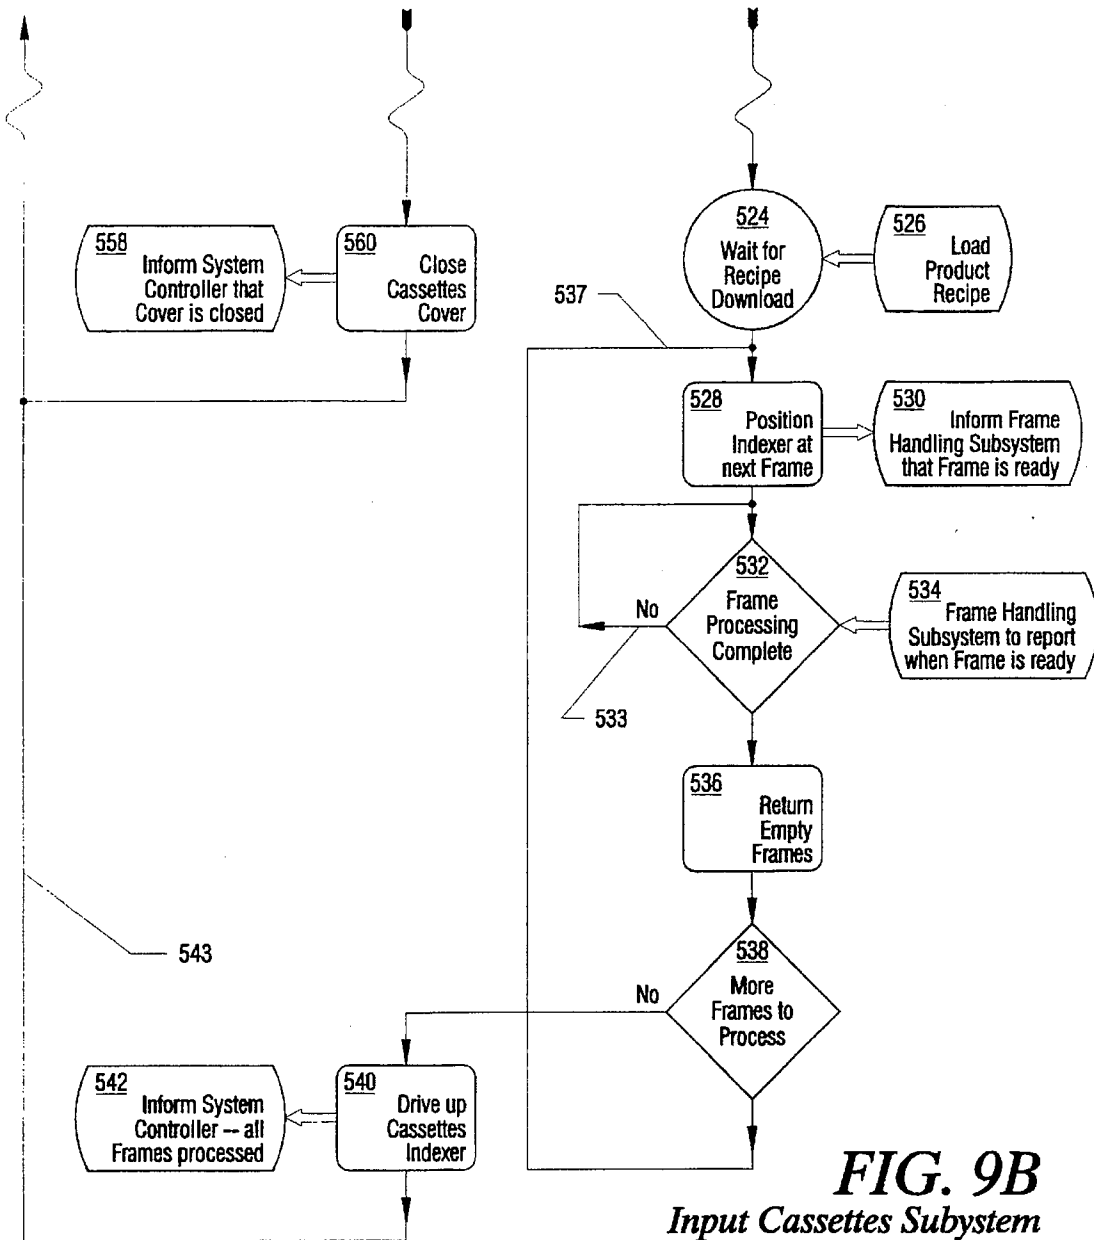 558
Inform System
Controller that
Cover is closed
560
Close
Cassettes
Cover
524
Wait for
Recipe
Download
526
Load
Product
Recipe
537
528
Position
Indexer at
next Frame
530
Inform Frame
Handling Subsystem
that Frame is ready
532
Frame
Processing
Complete
No
533
534
Frame Handling
Subsystem to report
when Frame is ready
536
Return
Empty
Frames
543
538
More
Frames to
Process
No
542
Inform System
Controller -- all
Frames processed
540
Drive up
Cassettes
Indexer
FIG. 9B
Input Cassettes Subystem